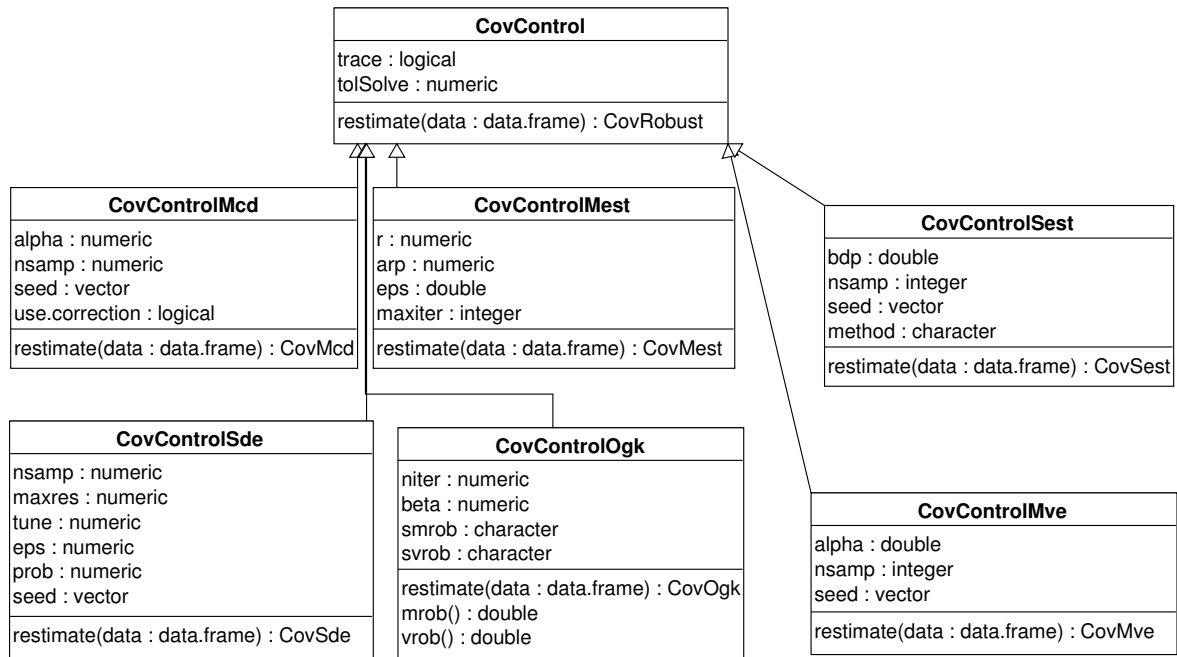 CovControl
trace : logical
tolSolve : numeric
restimate(data : data.frame) : CovRobust
CovControlMcd
alpha : numeric
nsamp : numeric
seed : vector
use.correction : logical
restimate(data : data.frame) : CovMcd
CovControlMest
r : numeric
arp : numeric
eps : double
maxiter : integer
restimate(data : data.frame) : CovMest
CovControlSest
bdp : double
nsamp : integer
seed : vector
method : character
restimate(data : data.frame) : CovSest
CovControlSde
nsamp : numeric
maxres : numeric
tune : numeric
eps : numeric
prob : numeric
seed : vector
restimate(data : data.frame) : CovSde
CovControlOgk
niter : numeric
beta : numeric
smrob : character
svrob : character
restimate(data : data.frame) : CovOgk
mrob() : double
vrob() : double
CovControlMve
alpha : double
nsamp : integer
seed : vector
restimate(data : data.frame) : CovMve